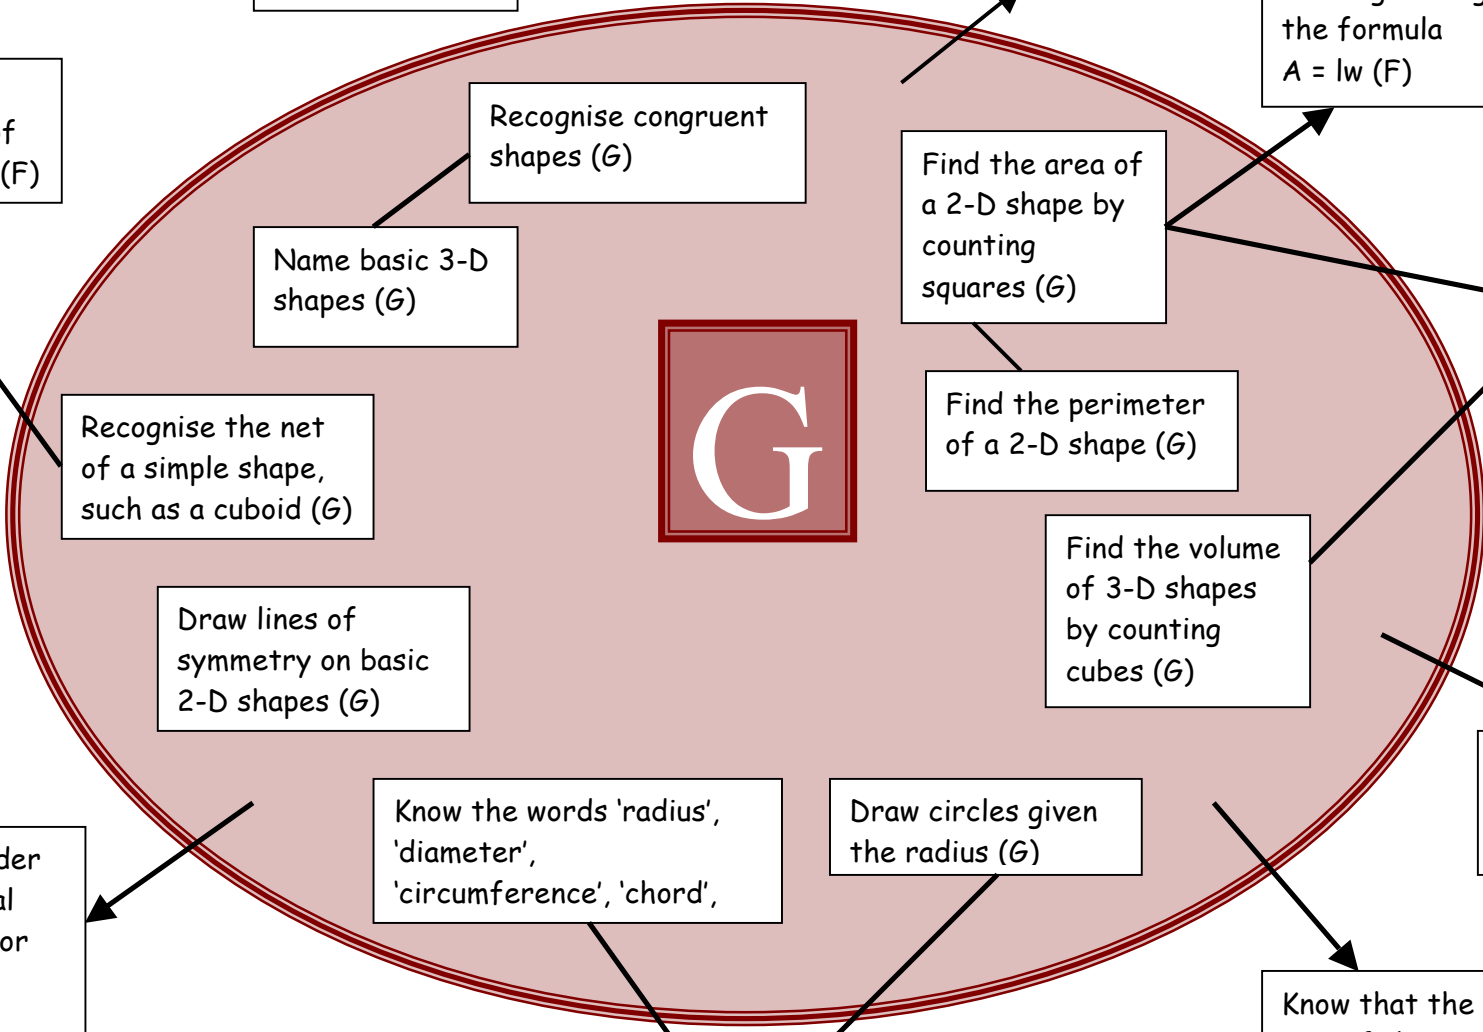 the formula
A = lw (F)
of
(F)
Recognise congruent
shapes (G)
Find the area of
a 2-D shape by
counting
squares (G)
Name basic 3-D
shapes (G)
G
Find the perimeter
of a 2-D shape (G)
Recognise the net
of a simple shape,
such as a cuboid (G)
Find the volume
of 3-D shapes
by counting
cubes (G)
Draw lines of
symmetry on basic
2-D shapes (G)
Know the words ‘radius’,
‘diameter’,
‘circumference’, ‘chord’,
Draw circles given
the radius (G)
or
Know that the